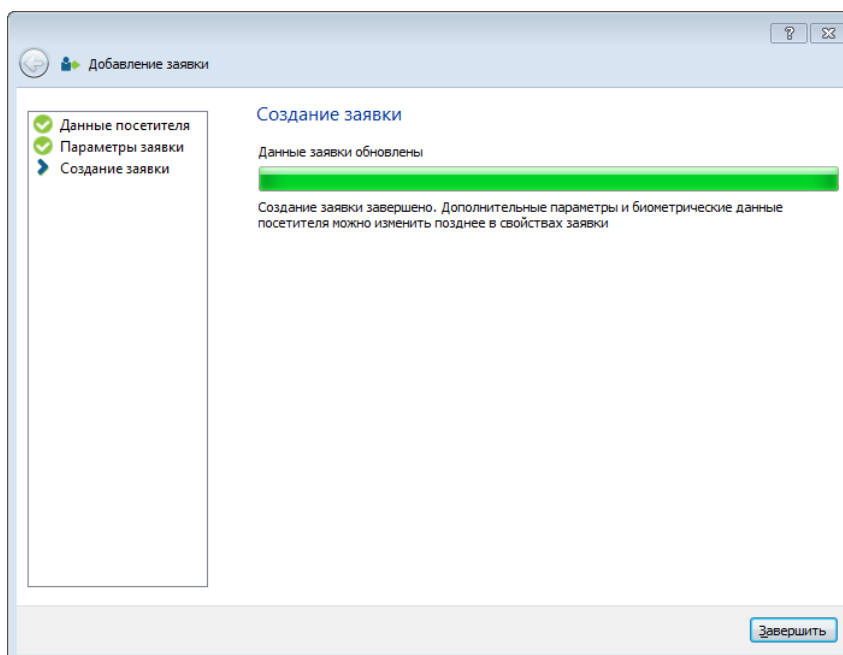 Добавление заявки
Данные посетителя
Параметры заявки
Создание заявки
Создание заявки
Данные заявки обновлены
Создание заявки завершено. Дополнительные параметры и биометрические данные
посетителя можно изменить позднее в свойствах заявки
Завершить